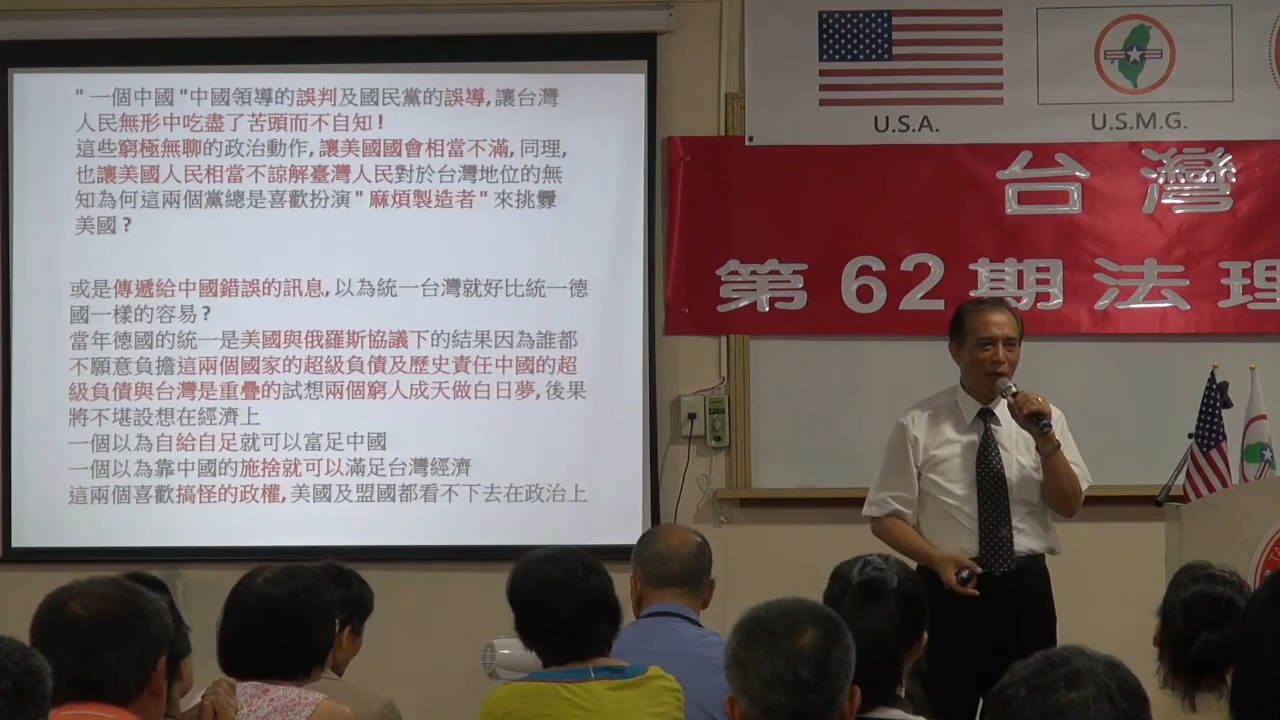 " 一個中國 "中國領導的誤判及國民黨的誤導, 讓台灣
人民無形中吃盡了苦頭而不自知 !
這些窮極無聊的政治動作, 讓美國國會相當不滿, 同理,
也讓美國人民相當不諒解臺灣人民對於台灣地位的無
知為何這兩個黨總是喜歡扮演 " 麻煩製造者 " 來挑釁
美國 ?
或是傳遞給中國錯誤的訊息, 以為統一台灣就好比統一德
國一樣的容易 ?
當年德國的統一是美國與俄羅斯協議下的結果因為誰都
不願意負擔這兩個國家的超級負債及歷史責任中國的超
級負債與台灣是重疊的試想兩個窮人成天做白日夢, 後果
將不堪設想在經濟上
一個以為自給自足就可以富足中國
一個以為靠中國的施捨就可以滿足台灣經濟
這兩個喜歡搞怪的政權, 美國及盟國都看不下去在政治上
U.S.A.
U.S.M.G.
台灣
第62期法理